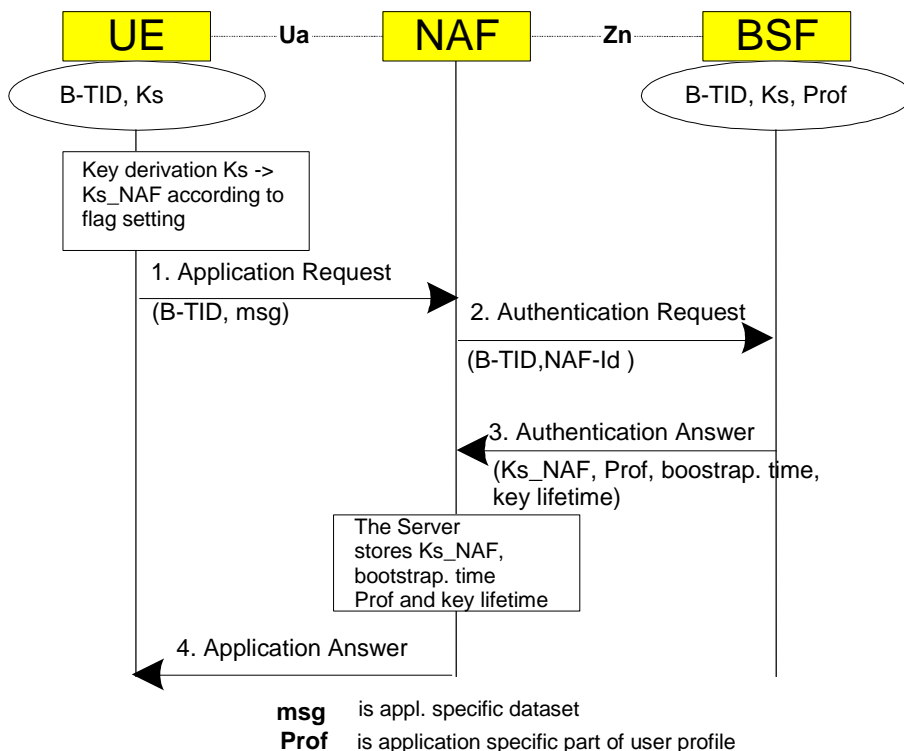 UE
Ua
NAF
Zn
BSF
B-TID, Ks
B-TID, Ks, Prof
Key derivation Ks ->
Ks_NAF according to
flag setting
1. Application Request
(B-TID, msg)
2. Authentication Request
(B-TID,NAF-Id )
3. Authentication Answer
(Ks_NAF, Prof, boostrap. time,
key lifetime)
The Server
stores Ks_NAF,
bootstrap. time
Prof and key lifetime
4. Application Answer
msg is appl. specific dataset
Prof is application specific part of user profile